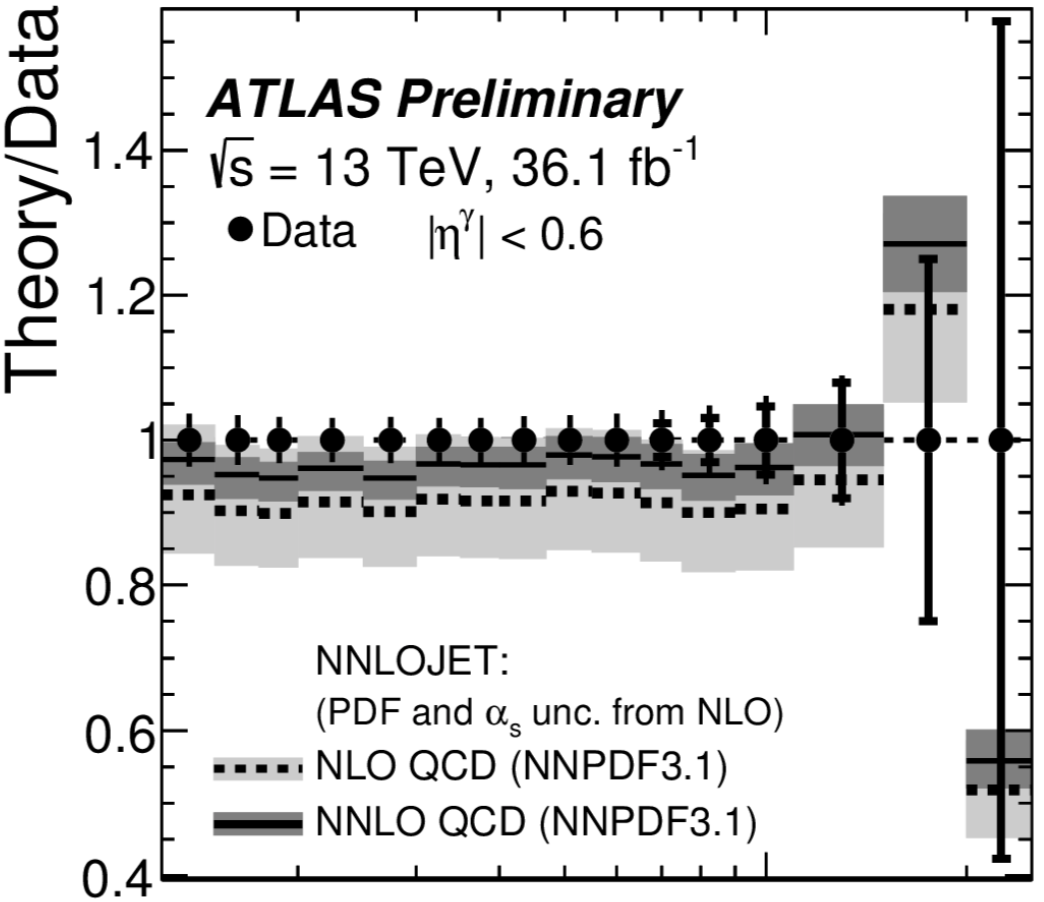 Theory/Data
ATLAS Preliminary
√s = 13 TeV, 36.1 fb⁻¹
Data |ηᵞ| < 0.6
1.4
1.2
1
0.8
0.6
0.4
NNLOJET:
(PDF and αₛ unc. from NLO)
NLO QCD (NNPDF3.1)
NNLO QCD (NNPDF3.1)